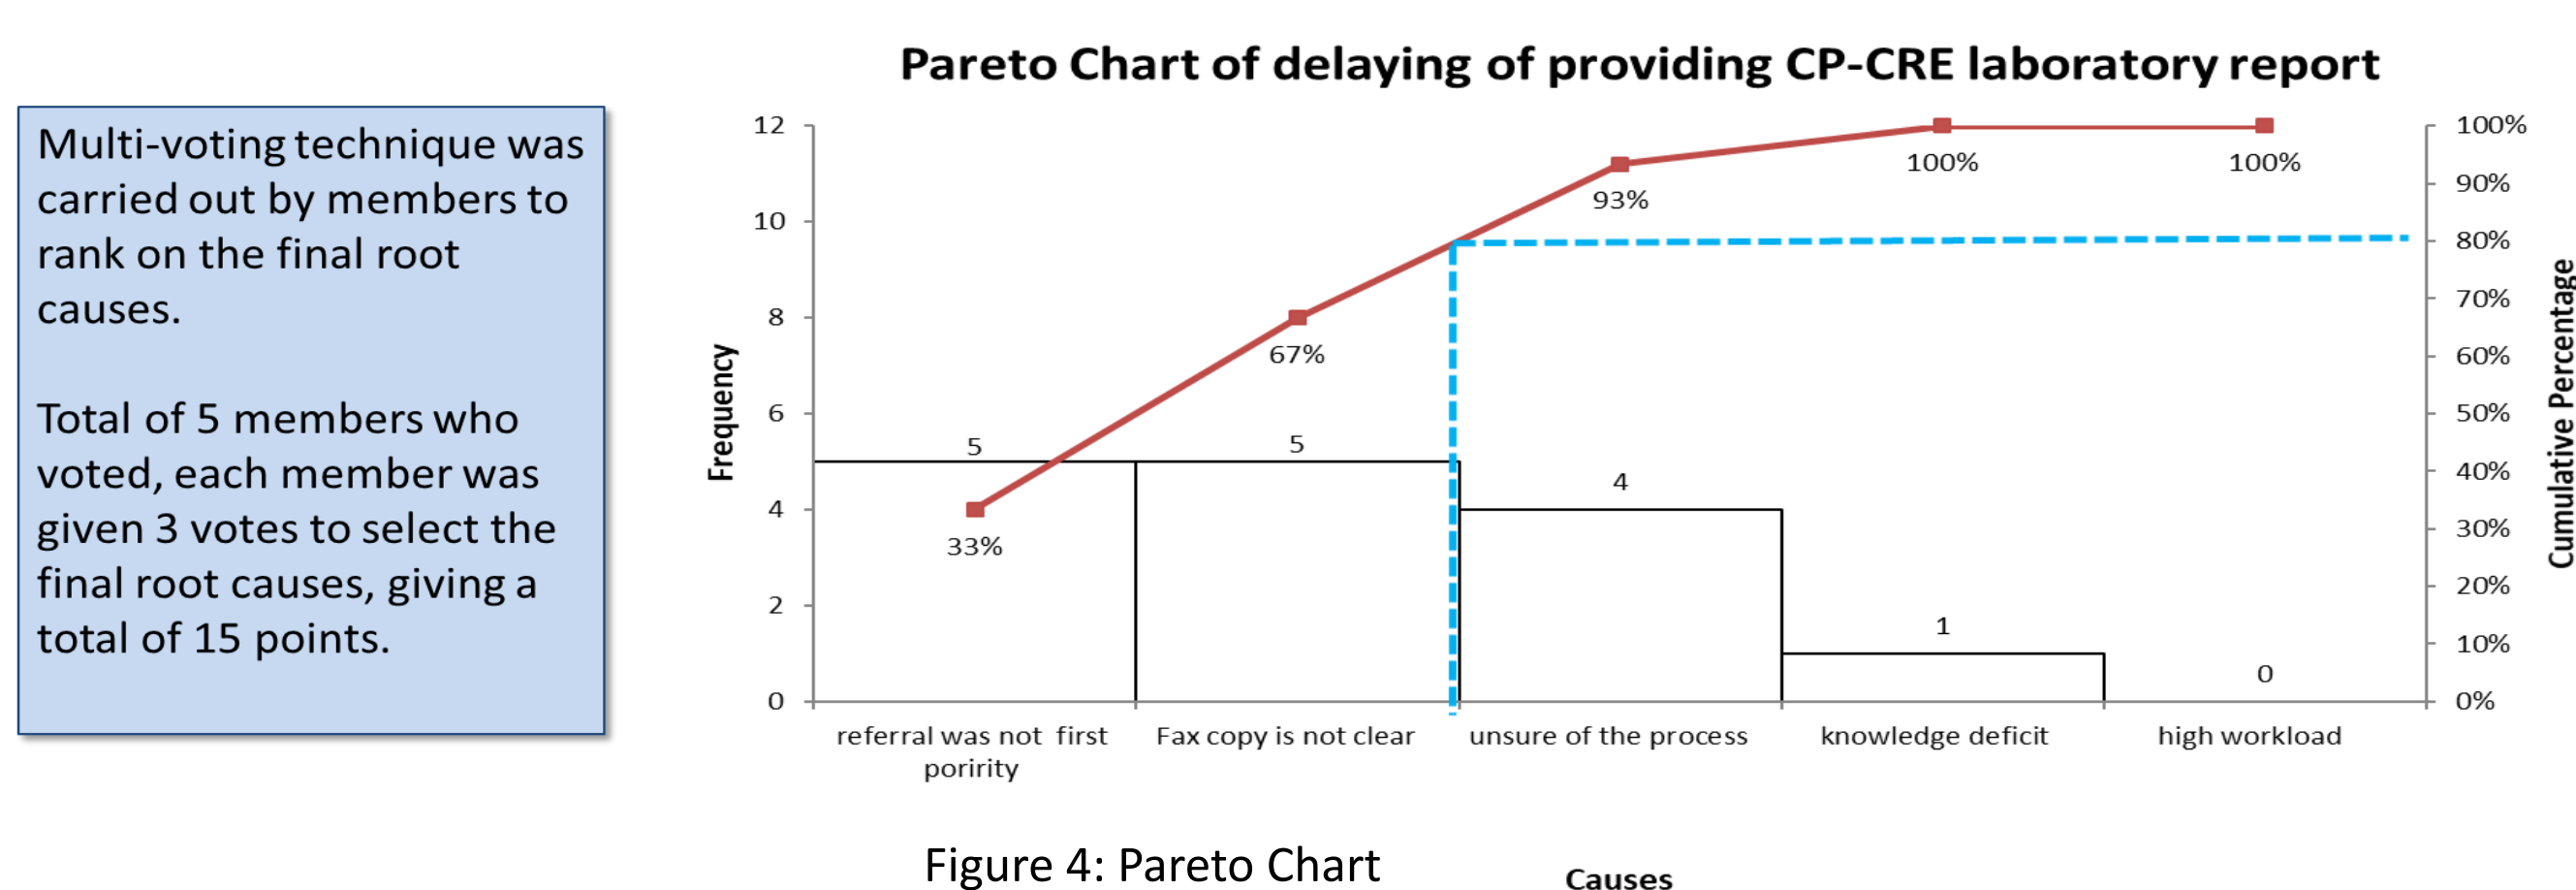 Pareto Chart of delaying of providing CP-CRE laboratory report
Multi-voting technique was
carried out by members to
rank on the final root
causes.
Total of 5 members who
voted, each member was
given 3 votes to select the
final root causes, giving a
total of 15 points.
Frequency
12
10
8
6
4
2
0
5
5
4
1
0
33%
67%
93%
100%
100%
100%
90%
80%
70%
60%
50%
40%
30%
20%
10%
0%
Cumulative Percentage
referral was not first
poririty
Fax copy is not clear
unsure of the process
knowledge deficit
high workload
Figure 4: Pareto Chart
Causes